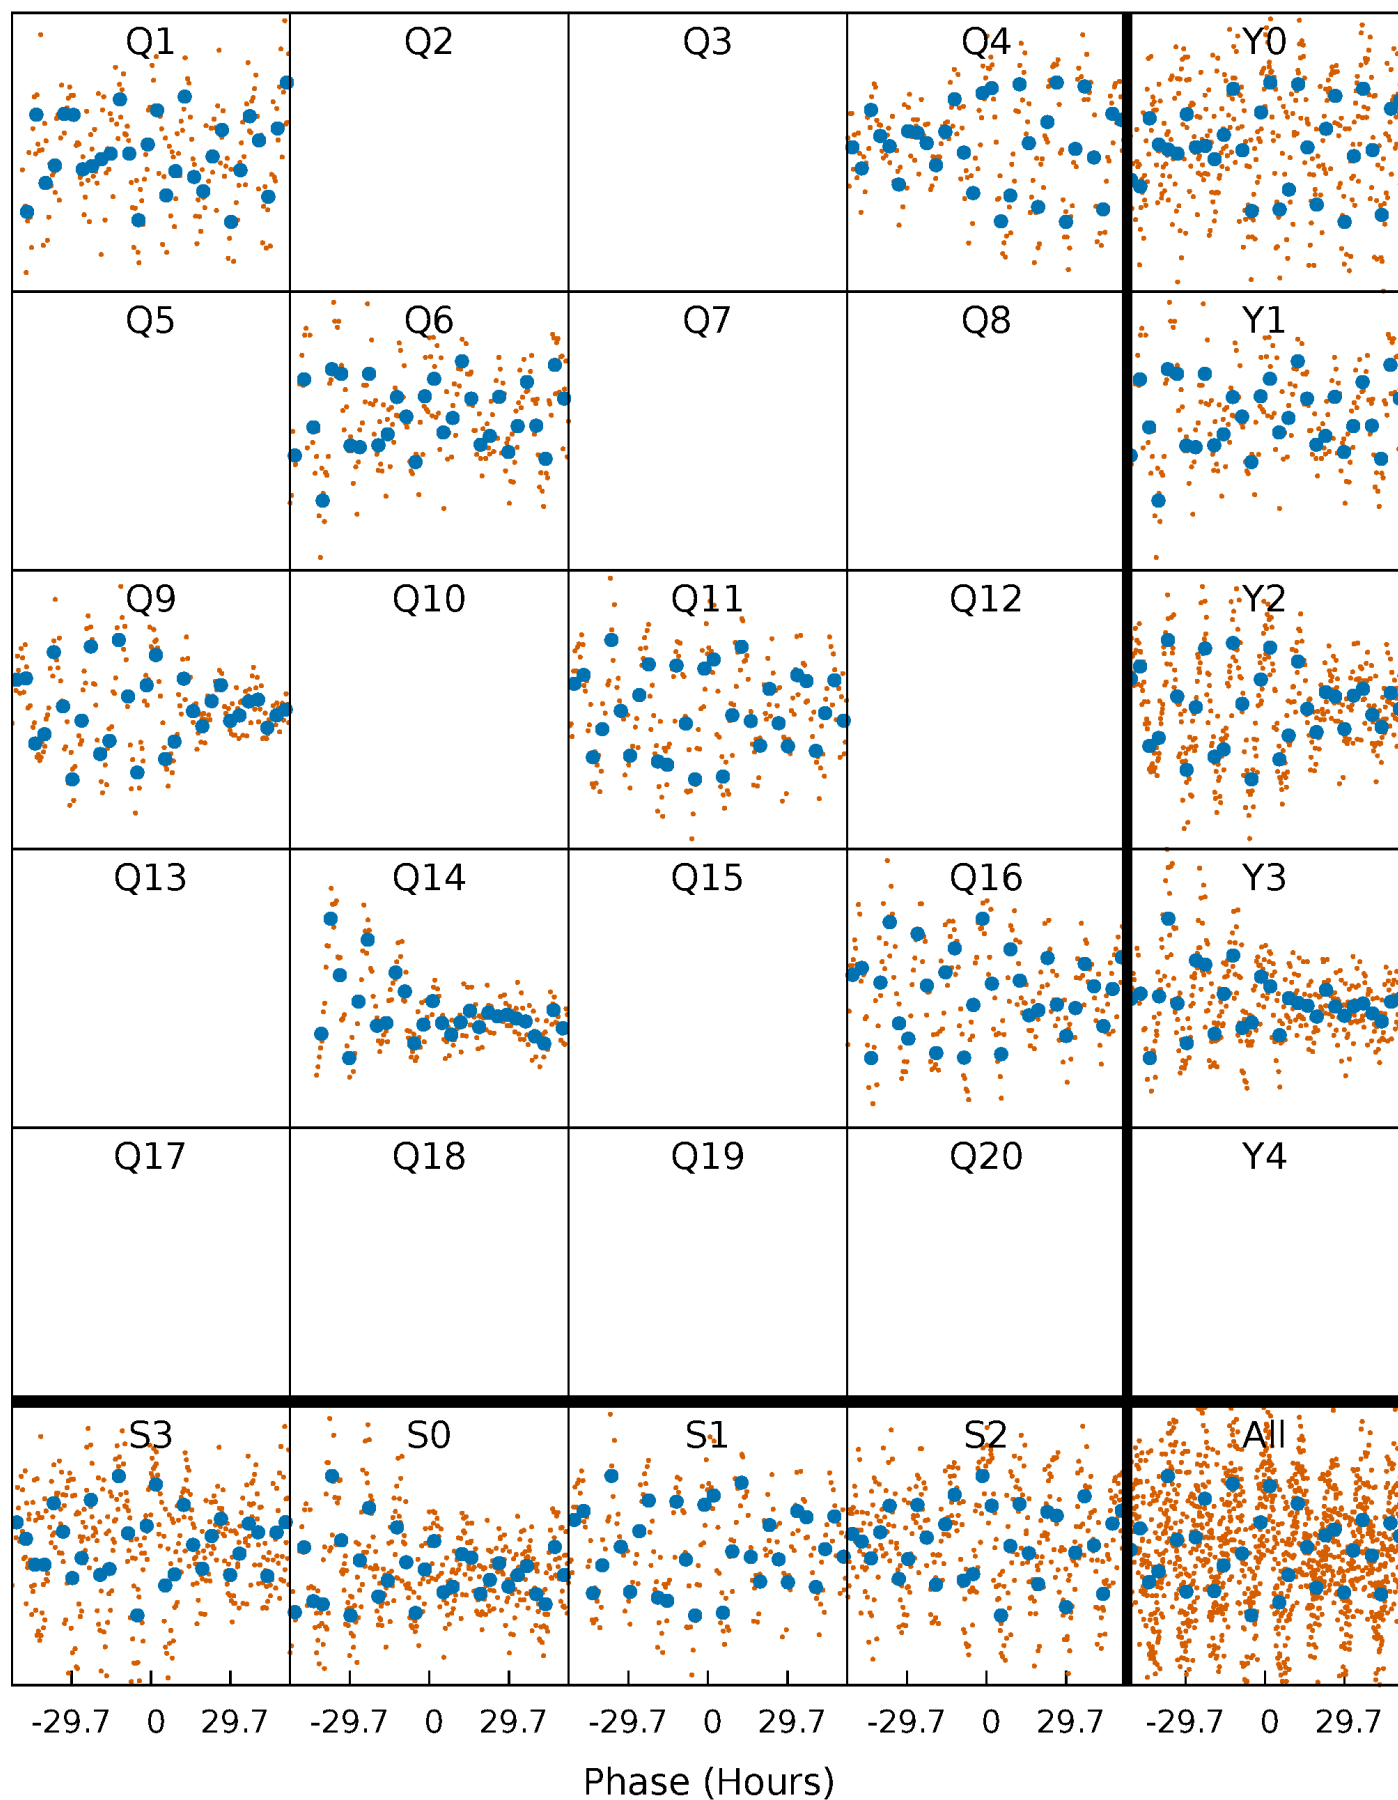 Q1 Q2 Q3 Q4 Y0
Q5 Q6 Q7 Q8 Y1
Q9 Q10 Q11 Q12 Y2
Q13 Q14 Q15 Q16 Y3
Q17 Q18 Q19 Q20 Y4
S3 S0 S1 S2 All
-29.7 0 29.7 -29.7 0 29.7 -29.7 0 29.7 -29.7 0 29.7 -29.7 0 29.7
Phase (Hours)